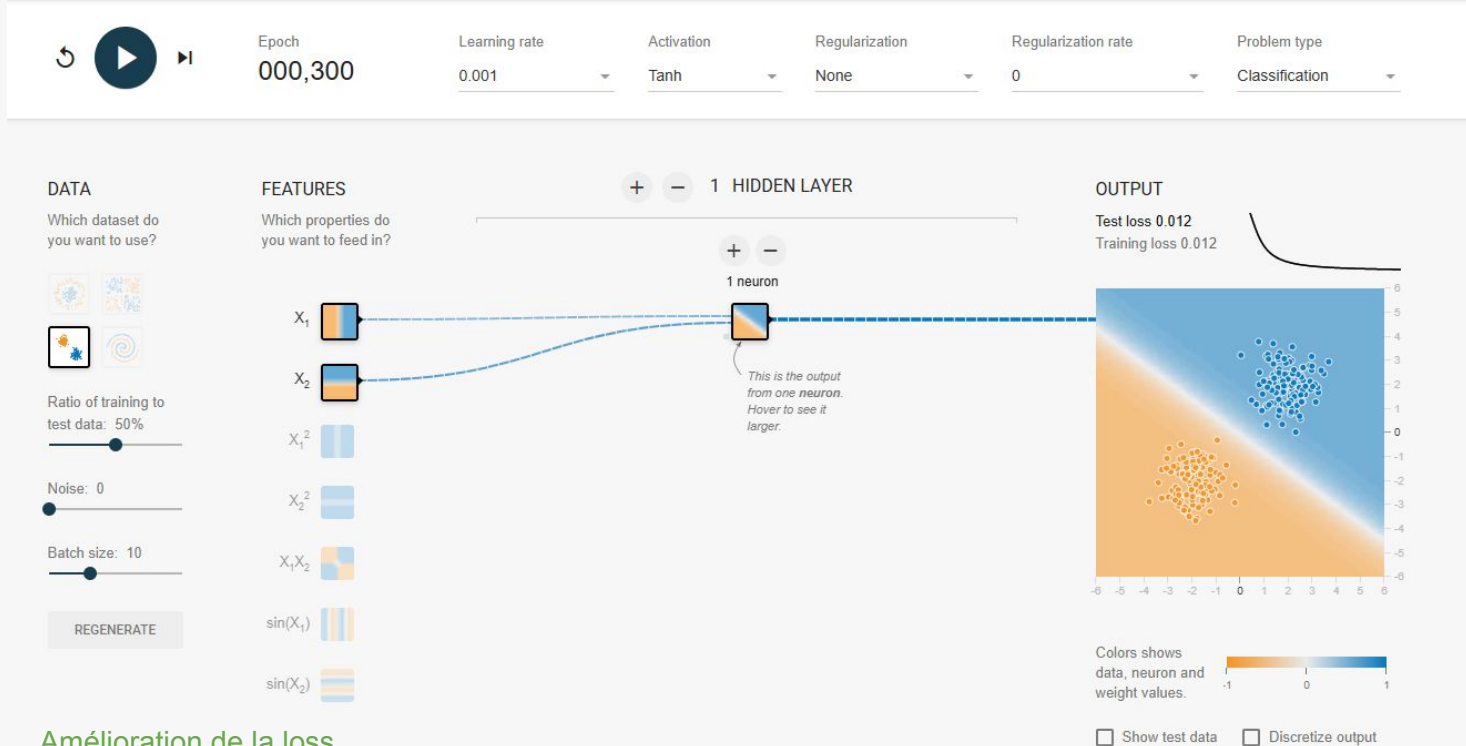 Epoch
000,300
Learning rate
0.001
Activation
Tanh
Regularization
None
Regularization rate
0
Problem type
Classification
DATA
Which dataset do
you want to use?
Ratio of training to
test data: 50%
Noise: 0
Batch size: 10
REGENERATE
FEATURES
Which properties do
you want to feed in?
X₁
X₂
X₁²
X₂²
X₁X₂
sin(X₁)
sin(X₂)
+ − 1 HIDDEN LAYER
+ −
1 neuron
This is the output
from one neuron.
Hover to see it
larger.
OUTPUT
Test loss 0.012
Training loss 0.012
6
5
4
3
2
1
0
-1
-2
-3
-4
-5
-6
-6 -5 -4 -3 -2 -1 0 1 2 3 4 5 6
Colors shows
data, neuron and
weight values.
-1 0 1
Show test data Discretize output
Amélioration de la loss